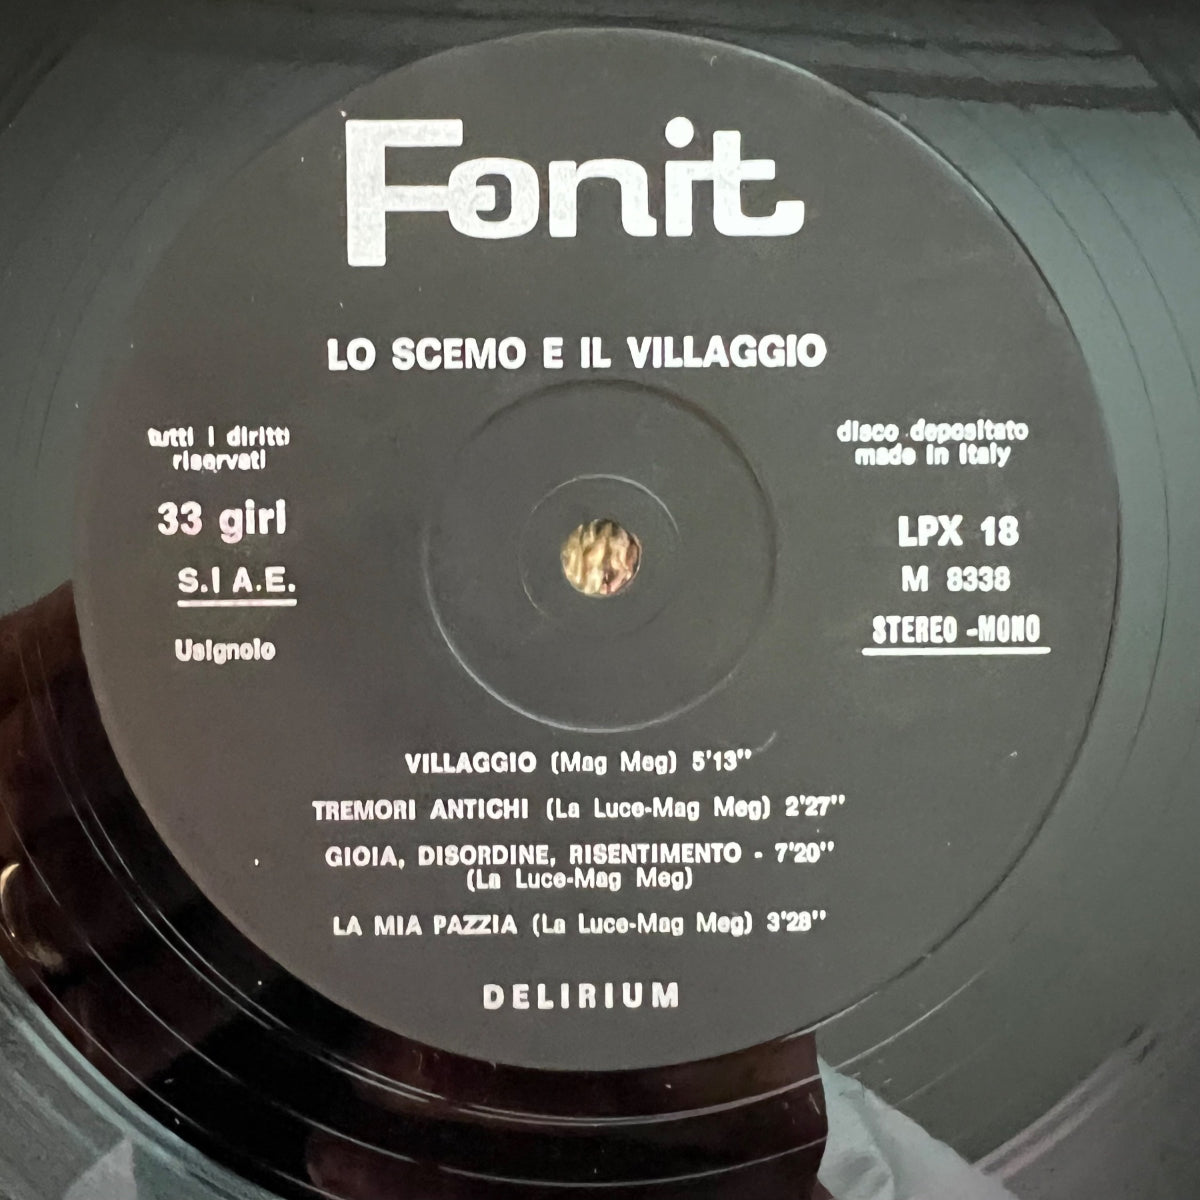 Fonit
LO SCEMO E IL VILLAGGIO
tutti i diritti
riservati
33 giri
S.I A.E.
Usignolo
disco depositato
made in Italy
LPX 18
M 8338
STEREO -MONO
VILLAGGIO (Mag Meg) 5'13"
TREMORI ANTICHI (La Luce-Mag Meg) 2'27"
GIOIA, DISORDINE, RISENTIMENTO - 7'20"
(La Luce-Mag Meg)
LA MIA PAZZIA (La Luce-Mag Meg) 3'28"
DELIRIUM